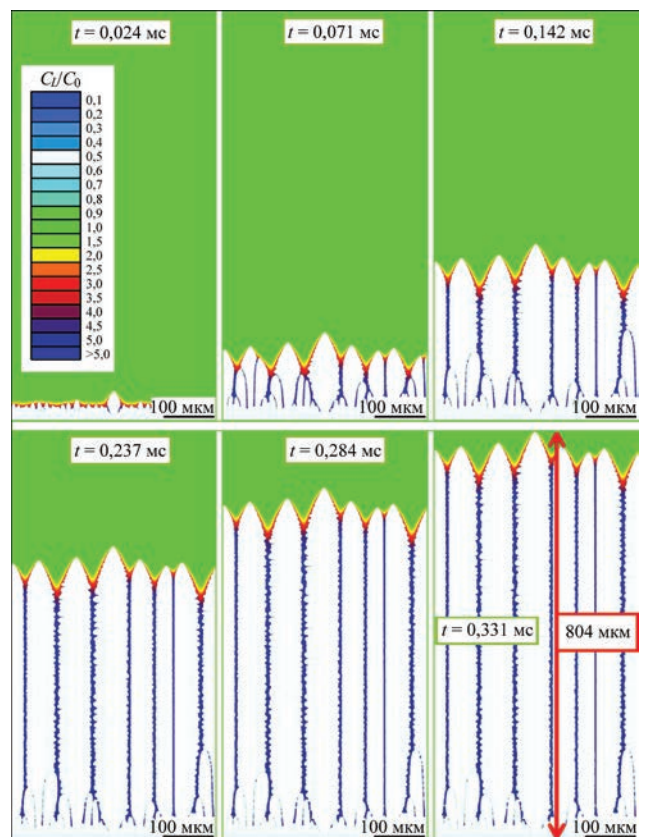 t = 0,024 мс
t = 0,071 мс
t = 0,142 мс
C_L/C_0
0,1
0,2
0,3
0,4
0,5
0,6
0,7
0,8
0,9
1,5
2,0
2,5
3,0
3,5
4,0
4,5
5,0
>5,0
100 мкм
100 мкм
100 мкм
t = 0,237 мс
t = 0,284 мс
t = 0,331 мс
804 мкм
100 мкм
100 мкм
100 мкм